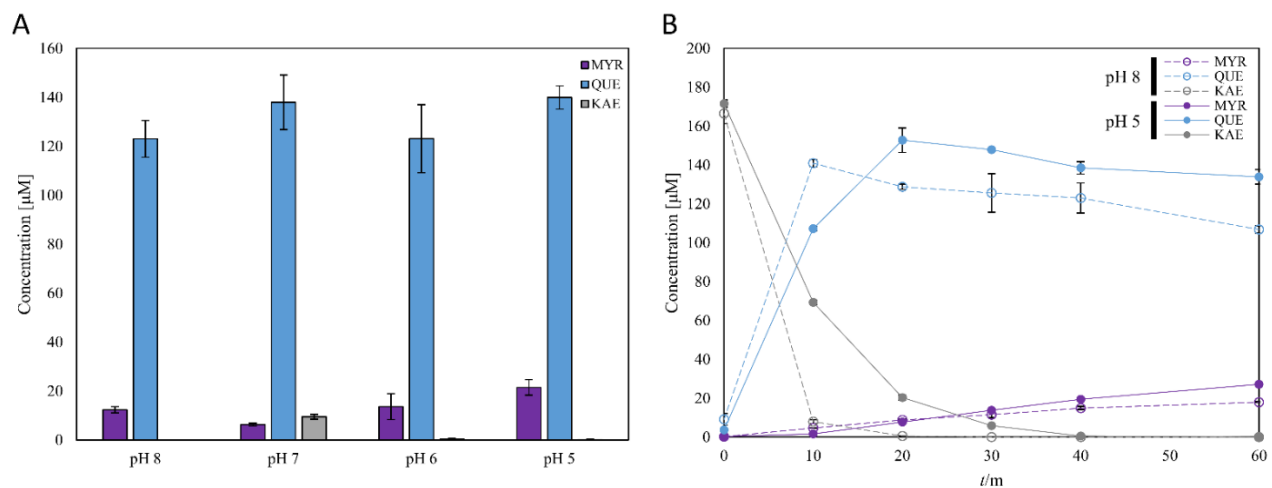 A
160
140
120
100
80
60
40
20
0
Concentration [µM]
MYR
QUE
KAE
pH 8
pH 7
pH 6
pH 5
B
200
180
160
140
120
100
80
60
40
20
0
Concentration [µM]
pH 8
MYR
QUE
KAE
pH 5
MYR
QUE
KAE
0 10 20 30 40 50 60
t/m